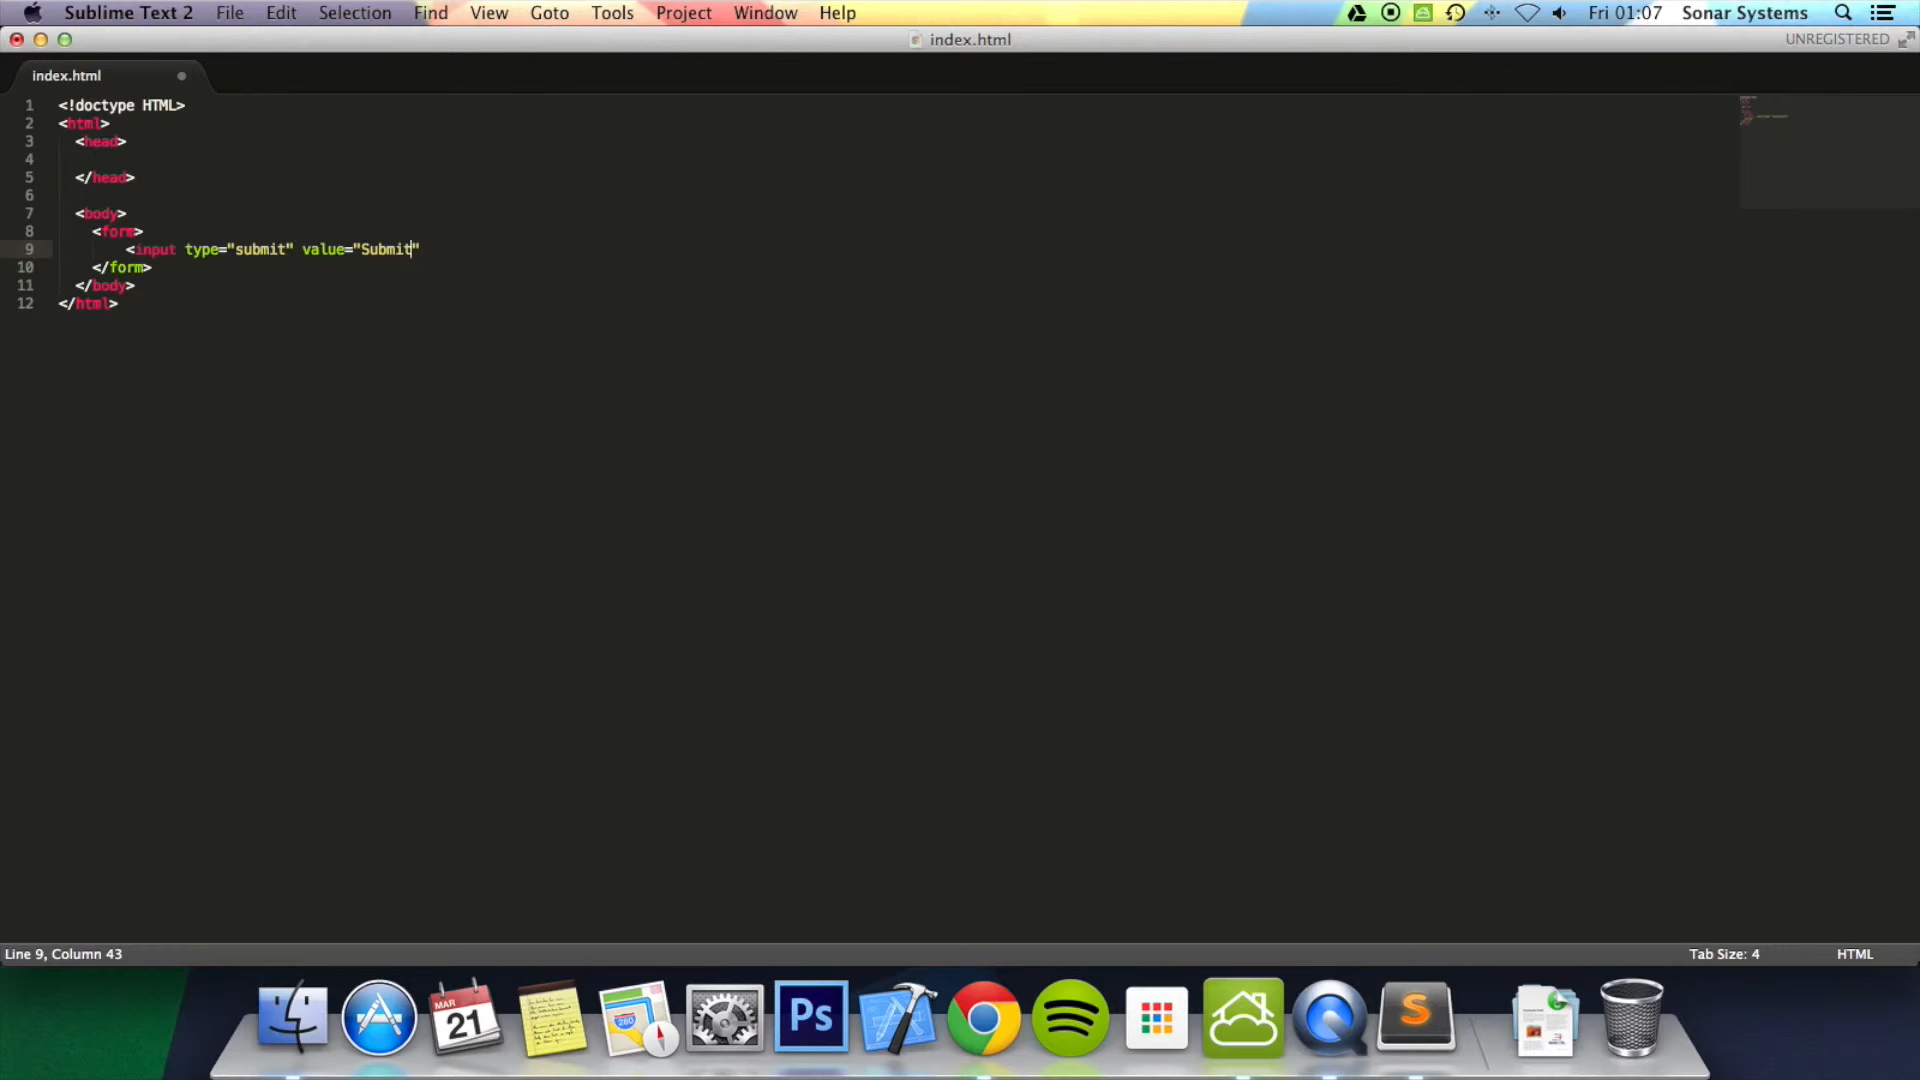 Sublime Text 2 File Edit Selection Find View Goto Tools Project Window Help Fri 01:07 Sonar Systems
index.html UNREGISTERED
index.html
1 <!doctype HTML>
2 <html>
3 <head>
4
5 </head>
6
7 <body>
8 <form>
9 <input type="submit" value="Submit"
10 </form>
11 </body>
12 </html>
Line 9, Column 43 Tab Size: 4 HTML
MAR
21
280
Ps
S